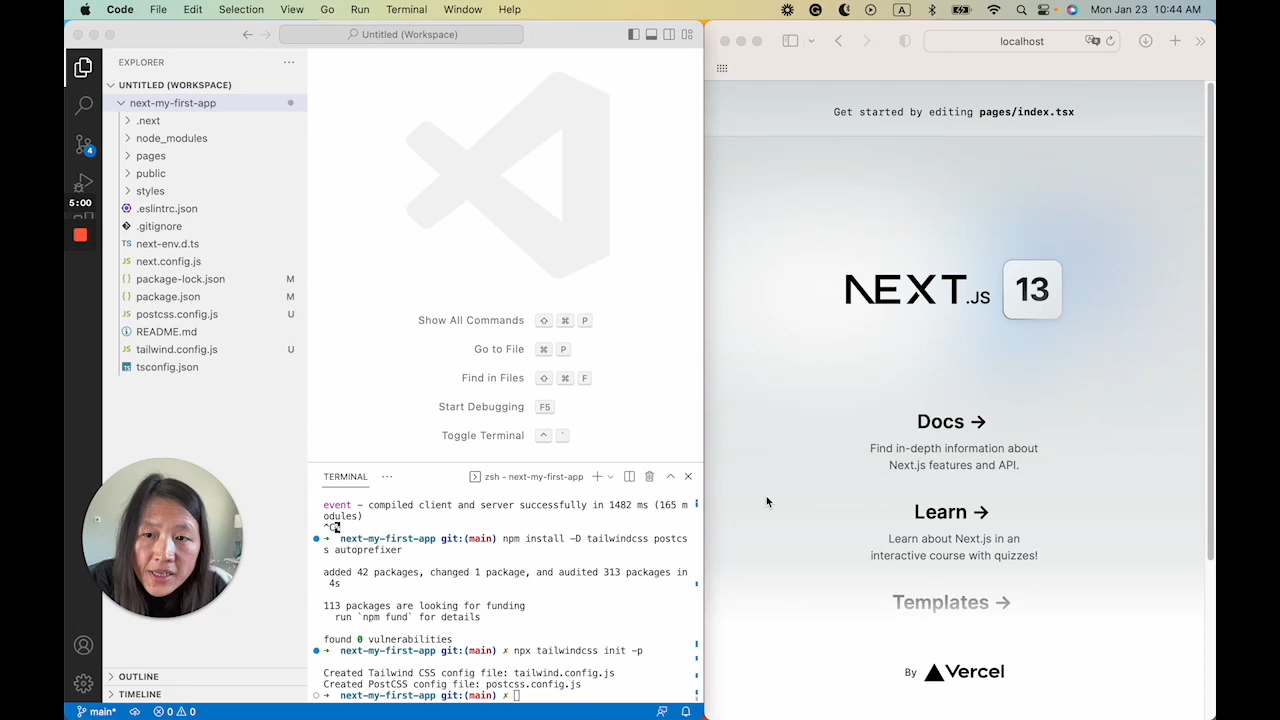 Code File Edit Selection View Go Run Terminal Window Help A Mon Jan 23 10:44 AM
Untitled (Workspace)
localhost
EXPLORER
UNTITLED (WORKSPACE)
next-my-first-app
.next
node_modules
pages
public
styles
.eslintrc.json
.gitignore
TS next-env.d.ts
JS next.config.js
{} package-lock.json M
{} package.json M
JS postcss.config.js U
README.md
JS tailwind.config.js U
TS tsconfig.json
4
5:00
OUTLINE
TIMELINE
main*
0 0
Show All Commands ⇧ ⌘ P
Go to File ⌘ P
Find in Files ⇧ ⌘ F
Start Debugging F5
Toggle Terminal ^ `
TERMINAL
zsh - next-my-first-app
event - compiled client and server successfully in 1482 ms (165 m
odules)
^C
➜ next-my-first-app git:(main) npm install -D tailwindcss postcs
s autoprefixer
added 42 packages, changed 1 package, and audited 313 packages in
4s
113 packages are looking for funding
run `npm fund` for details
found 0 vulnerabilities
➜ next-my-first-app git:(main) ✗ npx tailwindcss init -p
Created Tailwind CSS config file: tailwind.config.js
Created PostCSS config file: postcss.config.js
➜ next-my-first-app git:(main) ✗
Get started by editing pages/index.tsx
NEXT.JS 13
Docs →
Find in-depth information about
Next.js features and API.
Learn →
Learn about Next.js in an
interactive course with quizzes!
Templates →
By Vercel